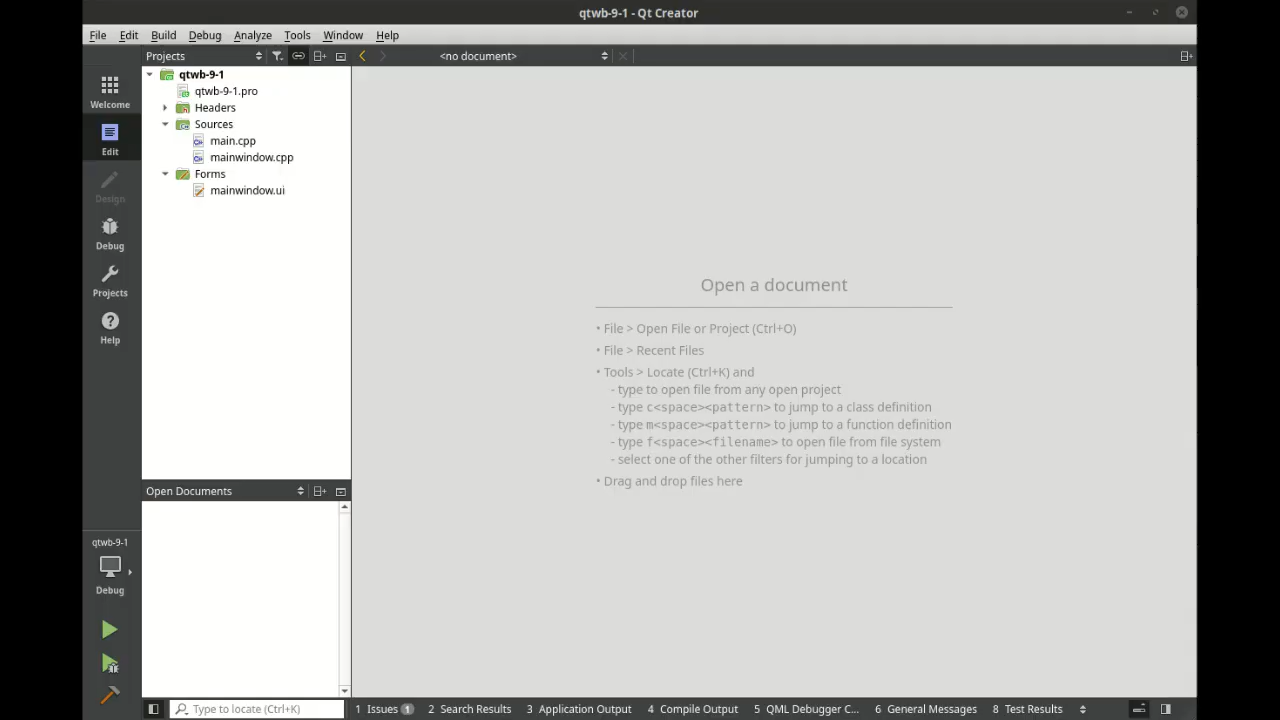 qtwb-9-1 - Qt Creator
File Edit Build Debug Analyze Tools Window Help
Projects
<no document>
qtwb-9-1
qtwb-9-1.pro
Headers
Sources
main.cpp
mainwindow.cpp
Forms
mainwindow.ui
Welcome
Edit
Design
Debug
Projects
Help
Open a document
• File > Open File or Project (Ctrl+O)
• File > Recent Files
• Tools > Locate (Ctrl+K) and
- type to open file from any open project
- type c<space><pattern> to jump to a class definition
- type m<space><pattern> to jump to a function definition
- type f<space><filename> to open file from file system
- select one of the other filters for jumping to a location
• Drag and drop files here
Open Documents
qtwb-9-1
Debug
Type to locate (Ctrl+K)
1 Issues 1 2 Search Results 3 Application Output 4 Compile Output 5 QML Debugger C... 6 General Messages 8 Test Results